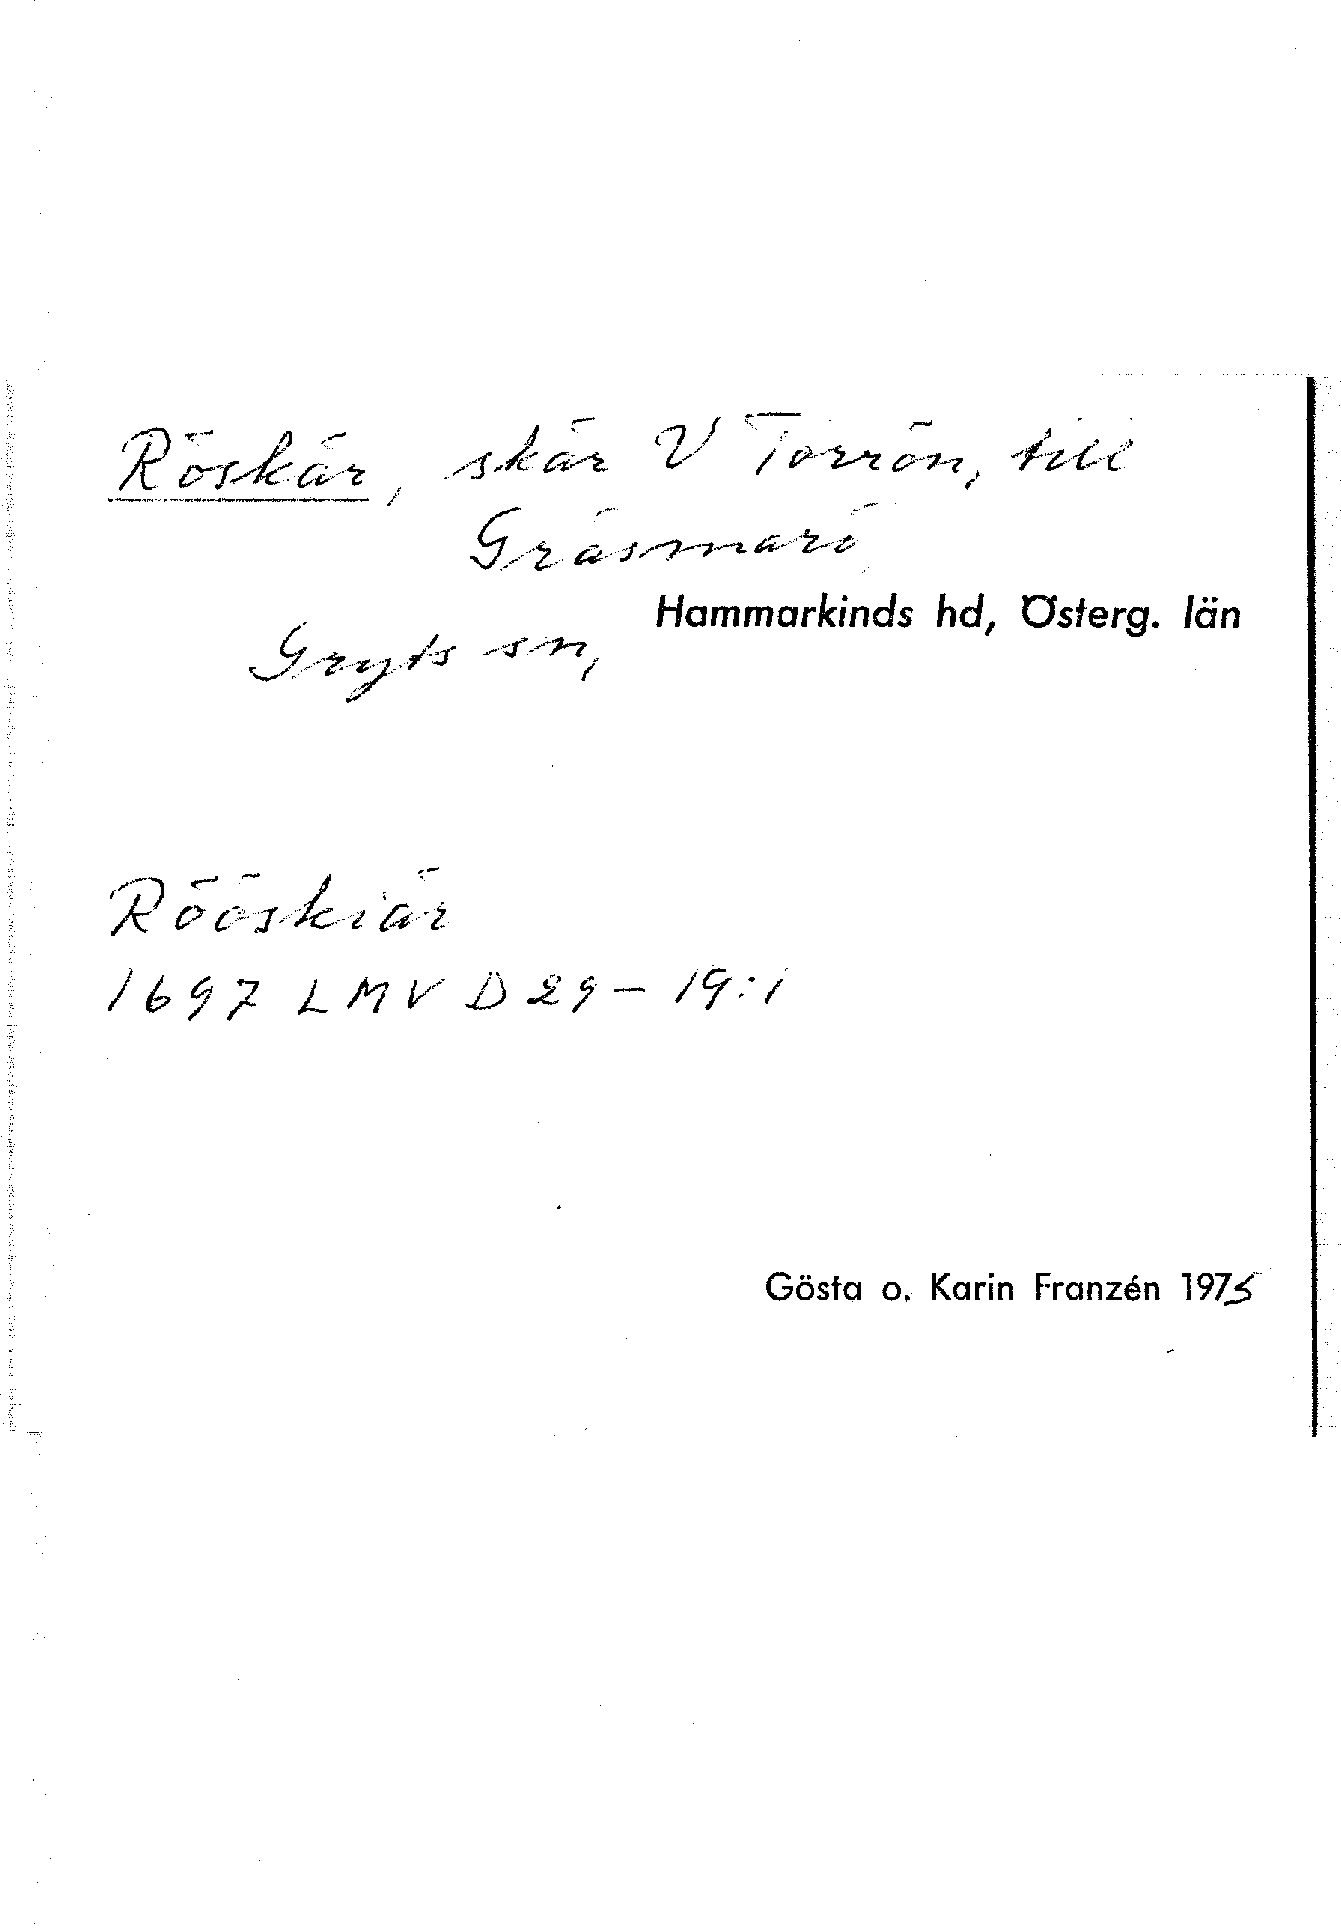 Röskär, skär V Torrön, till
Gräsmarö
Gryts sn, Hammarkinds hd, Österg. län
Rööskiär
1697 LMV D29-19:1
Gösta o. Karin Franzén 1975